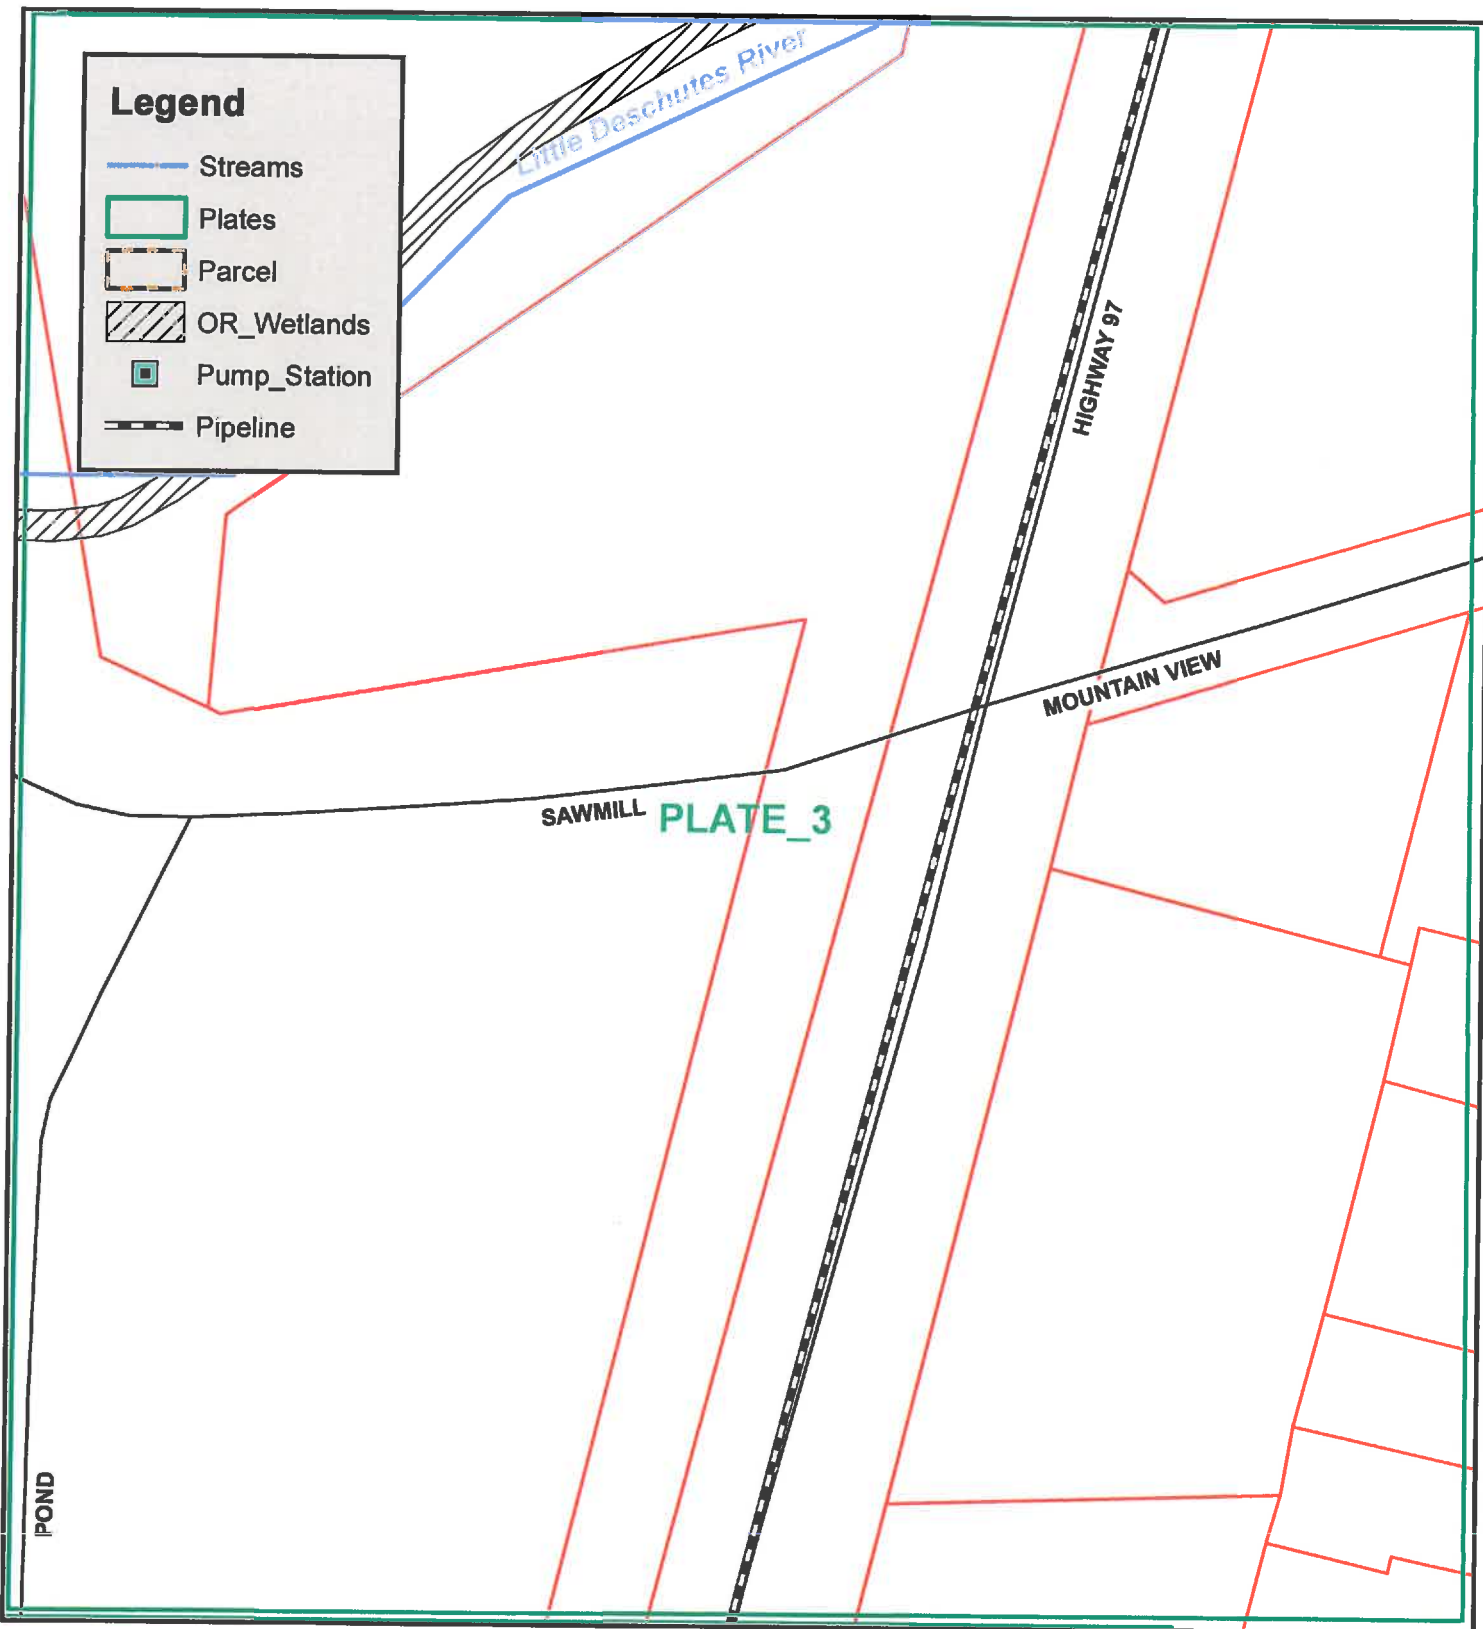 Legend
Streams
Plates
Parcel
OR_Wetlands
Pump_Station
Pipeline
Little Deschutes River
HIGHWAY 97
MOUNTAIN VIEW
SAWMILL
PLATE_3
POND